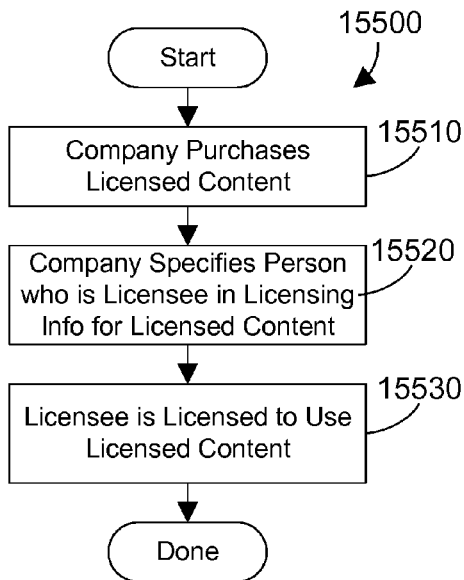 15500
Start
15510
Company Purchases
Licensed Content
15520
Company Specifies Person
who is Licensee in Licensing
Info for Licensed Content
15530
Licensee is Licensed to Use
Licensed Content
Done